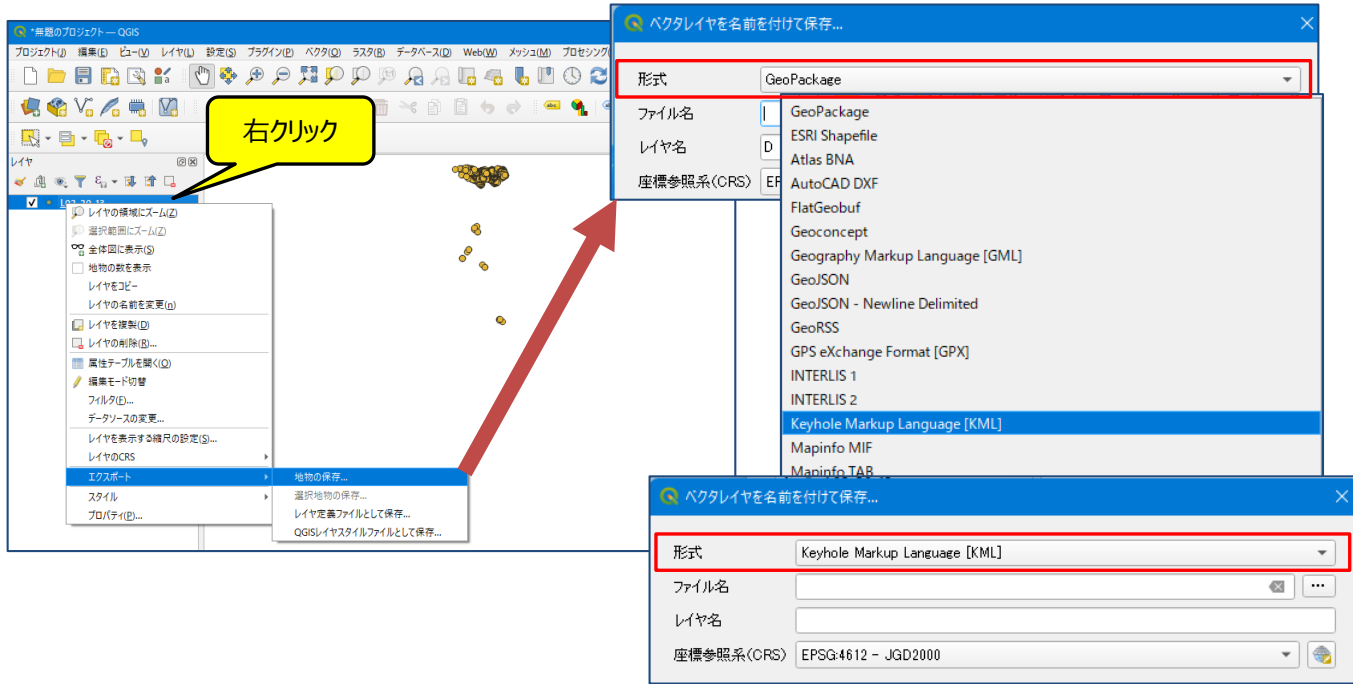 *無題のプロジェクト — QGIS
プロジェクト(J) 編集(E) ビュー(V) レイヤ(L) 設定(S) プラグイン(P) ベクタ(O) ラスタ(R) データベース(D) Web(W) メッシュ(M) プロセシング(
右クリック
レイヤ
レイヤの領域にズーム(Z)
選択範囲にズーム(Z)
全体図に表示(S)
地物の数を表示
レイヤをコピー
レイヤの名前を変更(n)
レイヤを複製(D)
レイヤの削除(R)...
属性テーブルを開く(O)
編集モード切替
フィルタ(F)...
データソースの変更...
レイヤを表示する縮尺の設定(S)...
レイヤのCRS
エクスポート
スタイル
プロパティ(P)...
地物の保存...
選択地物の保存...
レイヤ定義ファイルとして保存...
QGISレイヤスタイルファイルとして保存...
ベクタレイヤを名前を付けて保存...
形式 GeoPackage
ファイル名
レイヤ名 D
座標参照系(CRS) EP
GeoPackage
ESRI Shapefile
Atlas BNA
AutoCAD DXF
FlatGeobuf
Geoconcept
Geography Markup Language [GML]
GeoJSON
GeoJSON - Newline Delimited
GeoRSS
GPS eXchange Format [GPX]
INTERLIS 1
INTERLIS 2
Keyhole Markup Language [KML]
Mapinfo MIF
Mapinfo TAB
ベクタレイヤを名前を付けて保存...
形式 Keyhole Markup Language [KML]
ファイル名
レイヤ名
座標参照系(CRS) EPSG:4612 - JGD2000